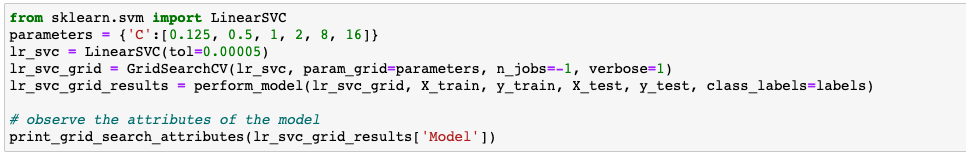 from sklearn.svm import LinearSVC
parameters = {'C':[0.125, 0.5, 1, 2, 8, 16]}
lr_svc = LinearSVC(tol=0.00005)
lr_svc_grid = GridSearchCV(lr_svc, param_grid=parameters, n_jobs=-1, verbose=1)
lr_svc_grid_results = perform_model(lr_svc_grid, X_train, y_train, X_test, y_test, class_labels=labels)

# observe the attributes of the model
print_grid_search_attributes(lr_svc_grid_results['Model'])